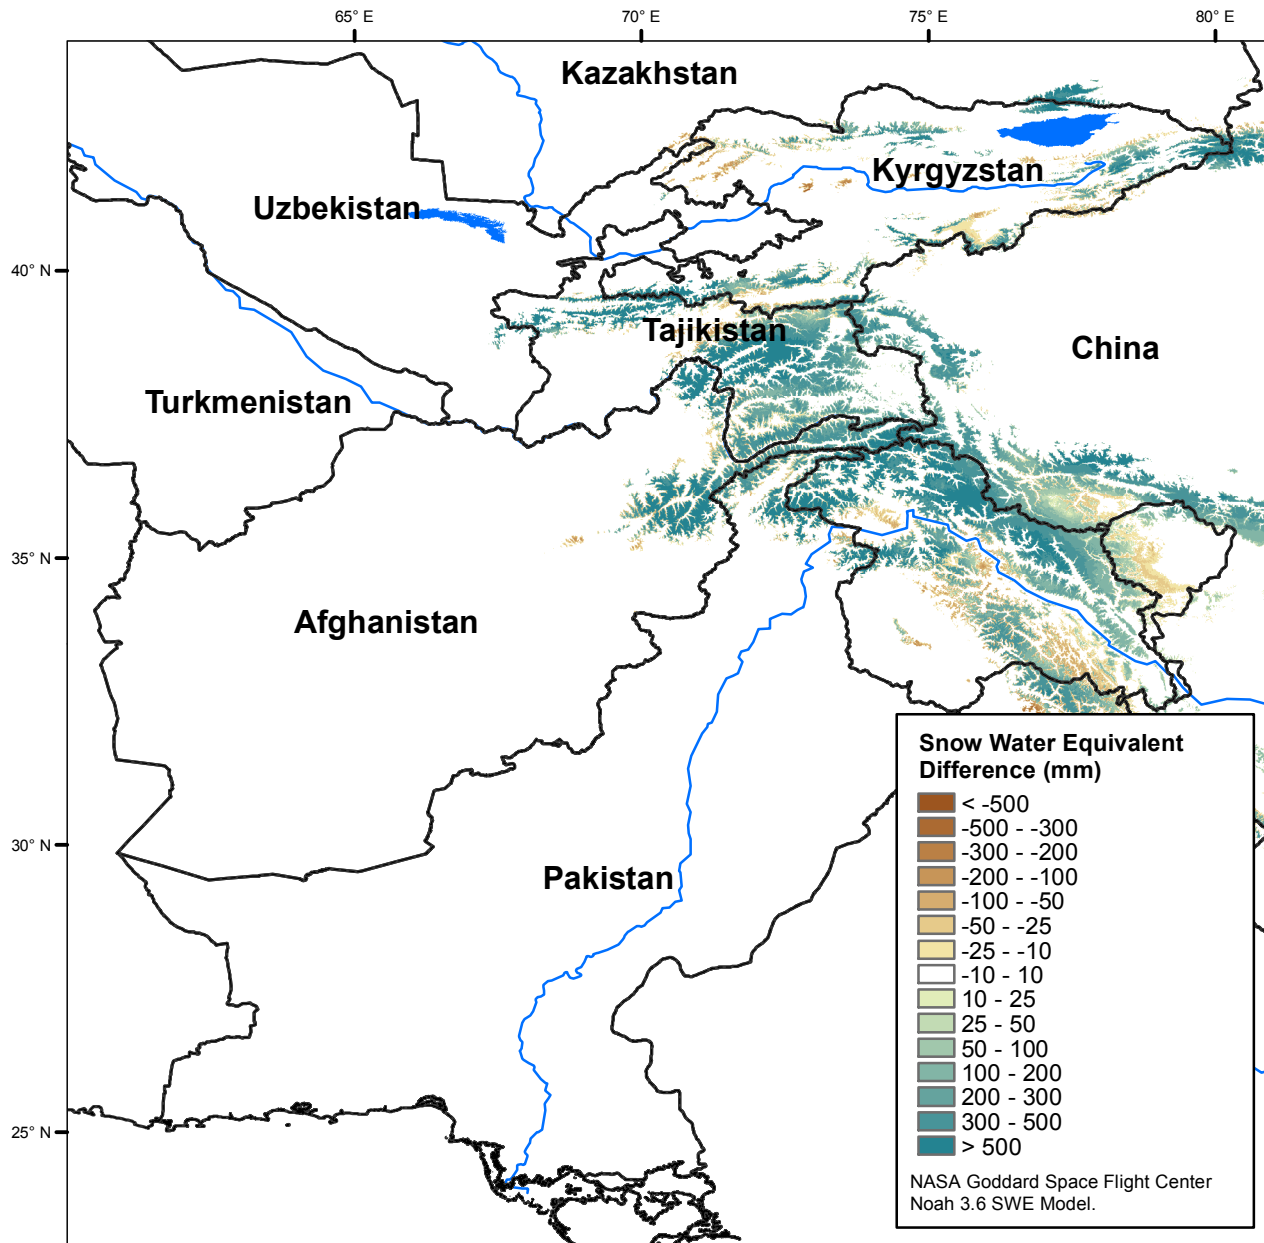 65° E
70° E
75° E
80° E
Kazakhstan
Kyrgyzstan
Uzbekistan
40° N
Tajikistan
China
Turkmenistan
35° N
Afghanistan
Snow Water Equivalent
Difference (mm)
< -500
-500 - -300
-300 - -200
-200 - -100
-100 - -50
-50 - -25
-25 - -10
-10 - 10
10 - 25
25 - 50
50 - 100
100 - 200
200 - 300
300 - 500
> 500
NASA Goddard Space Flight Center
Noah 3.6 SWE Model.
30° N
Pakistan
25° N